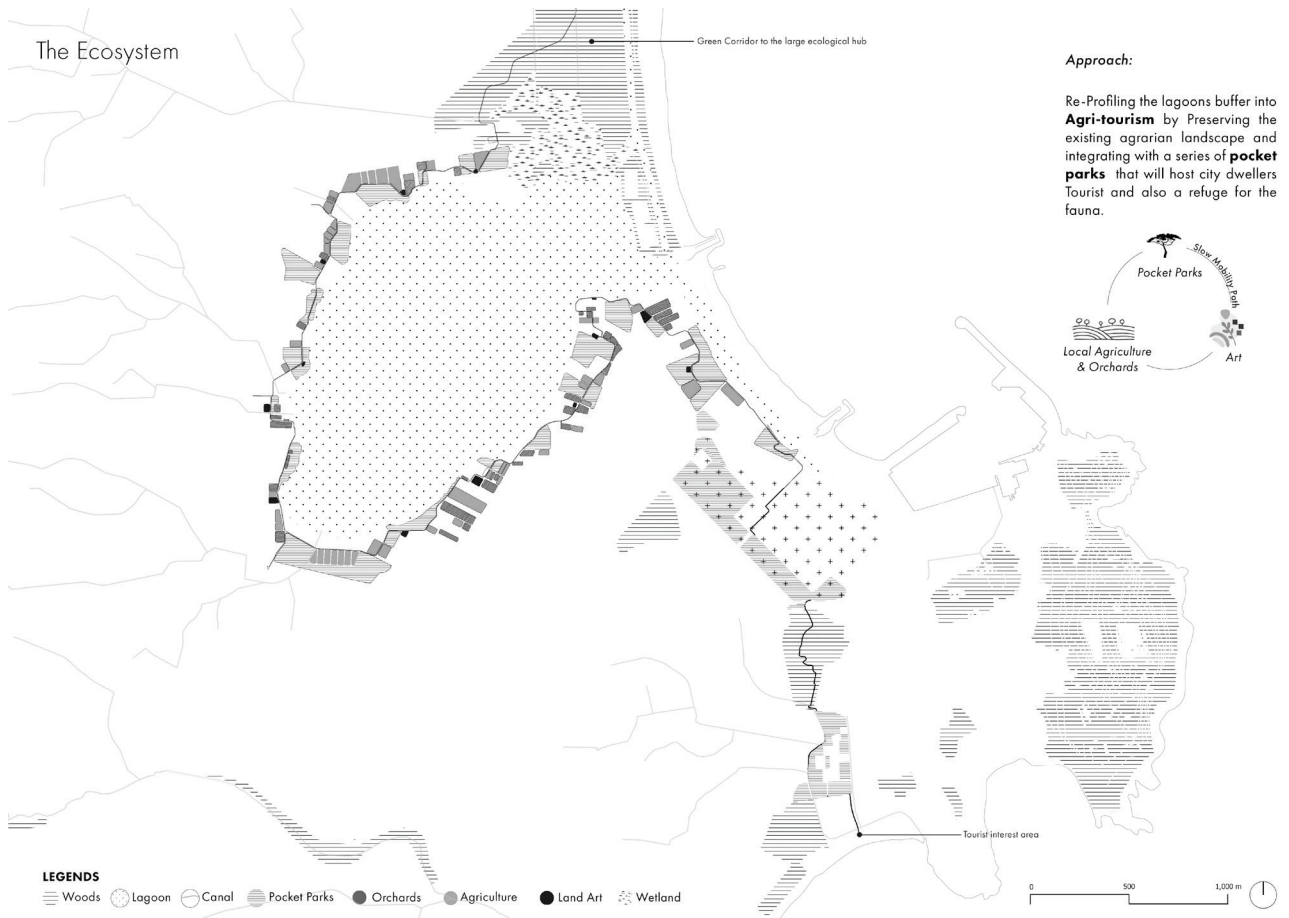 The Ecosystem
Green Corridor to the large ecological hub
Approach:
Re-Profiling the lagoons buffer into
Agri-tourism by Preserving the
existing agrarian landscape and
integrating with a series of pocket
parks that will host city dwellers
Tourist and also a refuge for the
fauna.
Pocket Parks
Slow Mobility Path
Local Agriculture
& Orchards
Art
Tourist interest area
LEGENDS
Woods Lagoon Canal Pocket Parks Orchards Agriculture Land Art Wetland
0 500 1,000 m